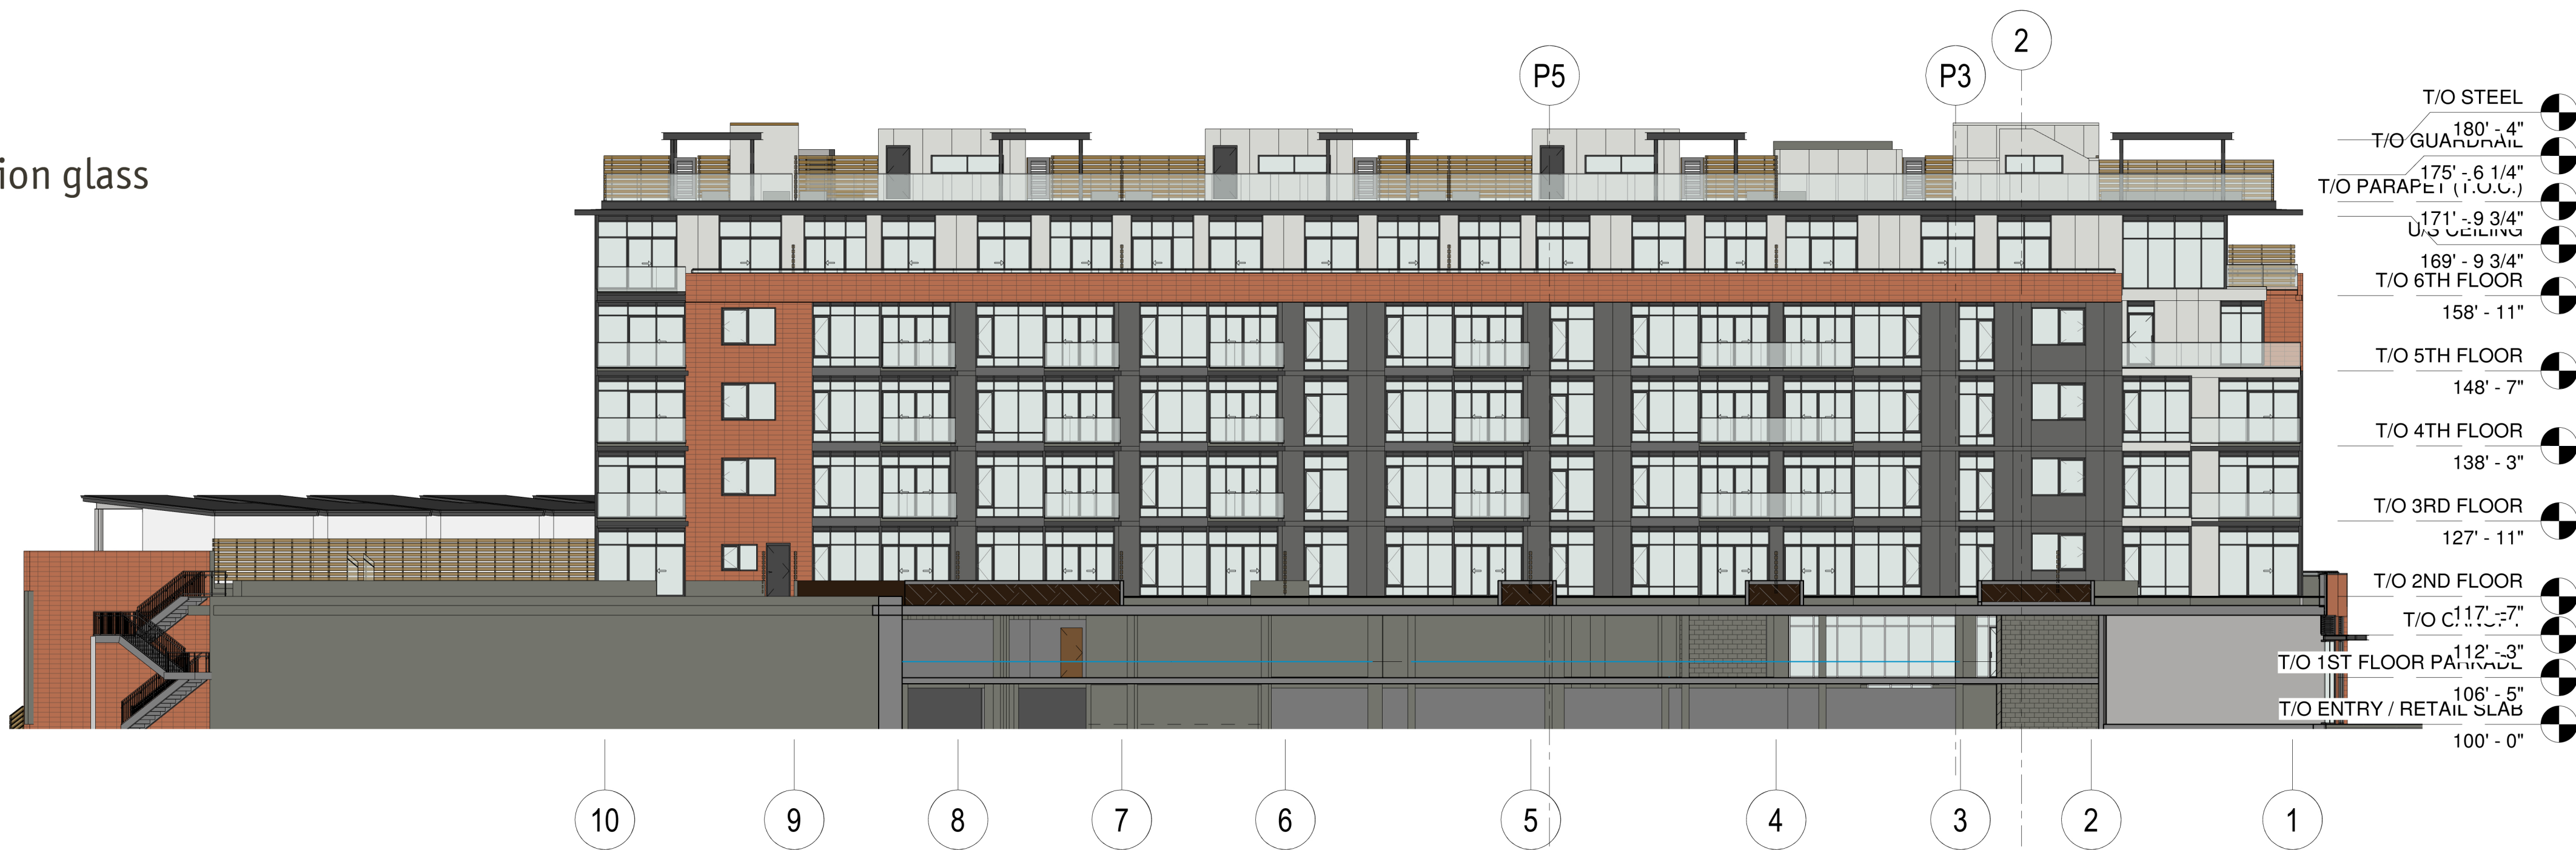 2
P5
P3
ion glass
T/O STEEL
180' - 4"
T/O GUARDRAIL
175' - 6 1/4"
T/O PARAPET (T.O.C.)
171' - 9 3/4"
U/S CEILING
169' - 9 3/4"
T/O 6TH FLOOR
158' - 11"
T/O 5TH FLOOR
148' - 7"
T/O 4TH FLOOR
138' - 3"
T/O 3RD FLOOR
127' - 11"
T/O 2ND FLOOR
117' - 7"
T/O CANOPY
112' - 3"
T/O 1ST FLOOR PARKADE
106' - 5"
T/O ENTRY / RETAIL SLAB
100' - 0"
10
9
8
7
6
5
4
3
2
1